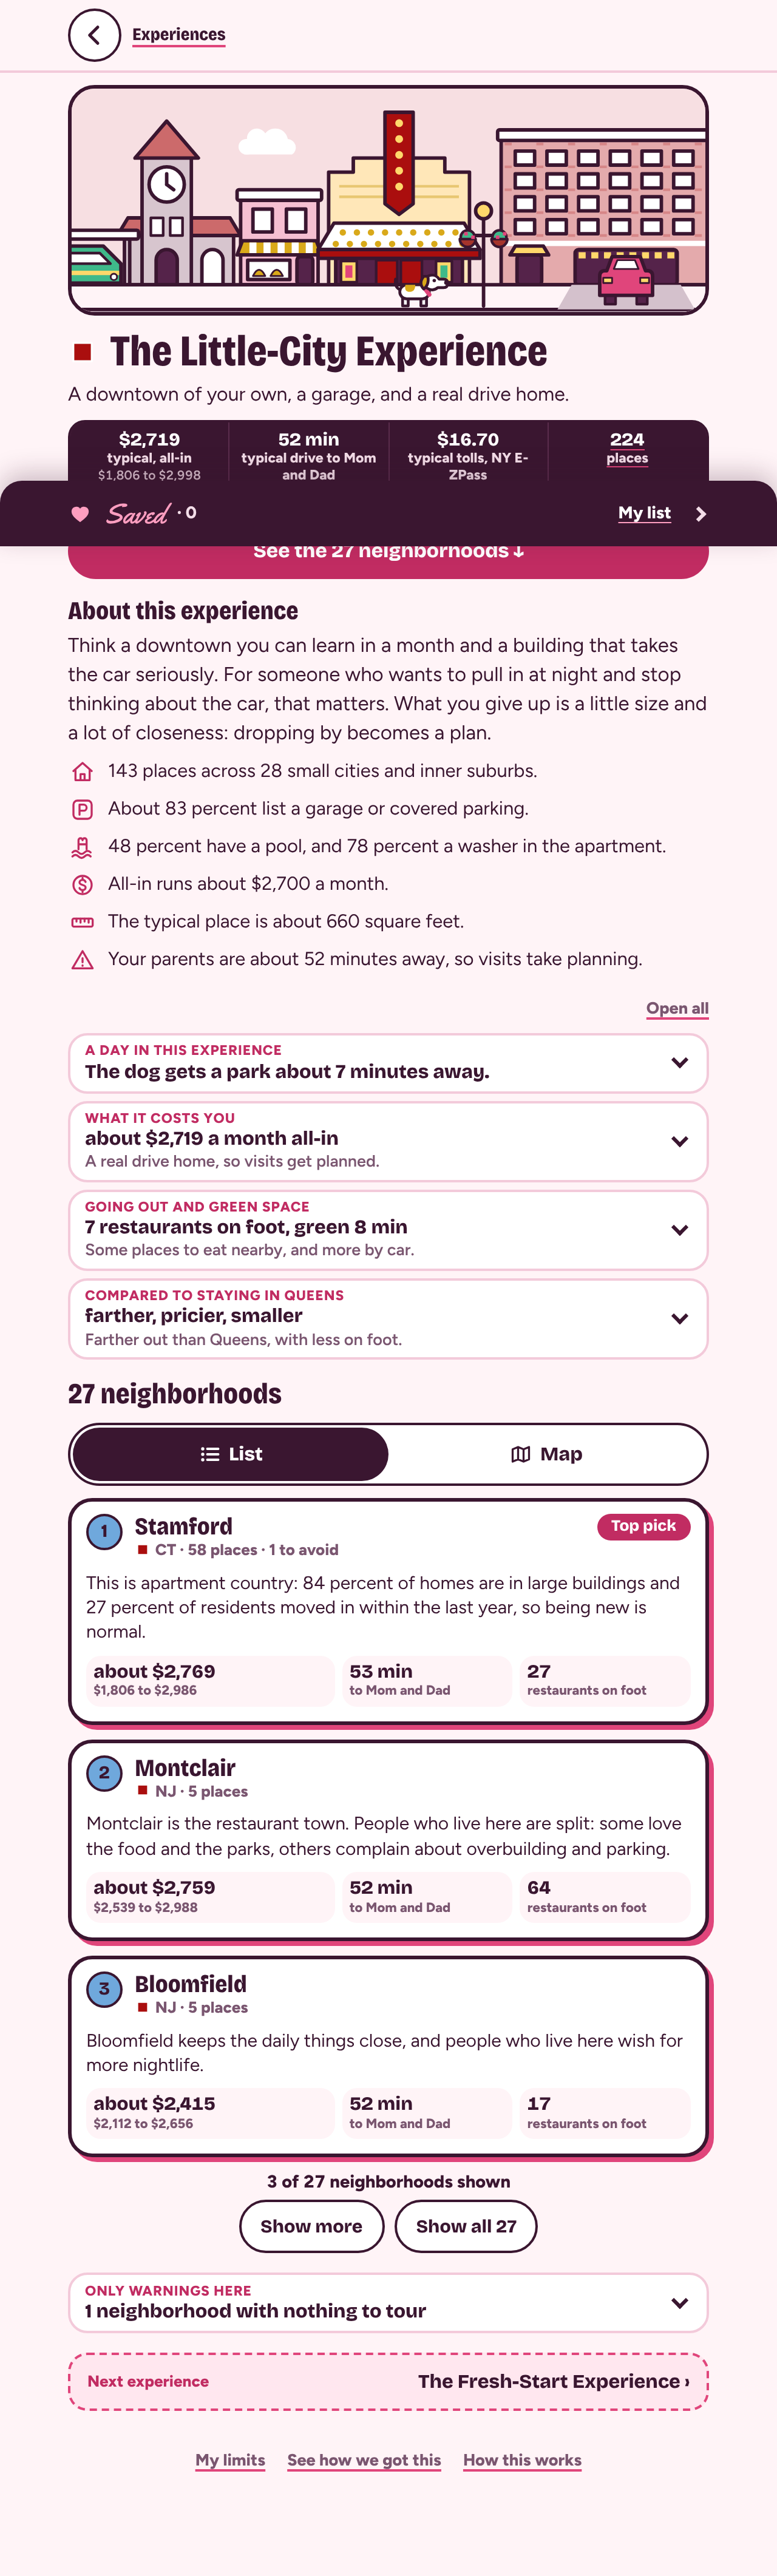 Experiences
The Little-City Experience
A downtown of your own, a garage, and a real drive home.
$2,719
typical, all-in
$1,806 to $2,998
52 min
typical drive to Mom
and Dad
$16.70
typical tolls, NY E-
ZPass
224
places
Saved · 0
My list
See the 27 neighborhoods ↓
About this experience
Think a downtown you can learn in a month and a building that takes
the car seriously. For someone who wants to pull in at night and stop
thinking about the car, that matters. What you give up is a little size and
a lot of closeness: dropping by becomes a plan.
143 places across 28 small cities and inner suburbs.
About 83 percent list a garage or covered parking.
48 percent have a pool, and 78 percent a washer in the apartment.
All-in runs about $2,700 a month.
The typical place is about 660 square feet.
Your parents are about 52 minutes away, so visits take planning.
Open all
A DAY IN THIS EXPERIENCE
The dog gets a park about 7 minutes away.
WHAT IT COSTS YOU
about $2,719 a month all-in
A real drive home, so visits get planned.
GOING OUT AND GREEN SPACE
7 restaurants on foot, green 8 min
Some places to eat nearby, and more by car.
COMPARED TO STAYING IN QUEENS
farther, pricier, smaller
Farther out than Queens, with less on foot.
27 neighborhoods
List
Map
1
Stamford
Top pick
CT · 58 places · 1 to avoid
This is apartment country: 84 percent of homes are in large buildings and
27 percent of residents moved in within the last year, so being new is
normal.
about $2,769
$1,806 to $2,986
53 min
to Mom and Dad
27
restaurants on foot
2
Montclair
NJ · 5 places
Montclair is the restaurant town. People who live here are split: some love
the food and the parks, others complain about overbuilding and parking.
about $2,759
$2,539 to $2,988
52 min
to Mom and Dad
64
restaurants on foot
3
Bloomfield
NJ · 5 places
Bloomfield keeps the daily things close, and people who live here wish for
more nightlife.
about $2,415
$2,112 to $2,656
52 min
to Mom and Dad
17
restaurants on foot
3 of 27 neighborhoods shown
Show more
Show all 27
ONLY WARNINGS HERE
1 neighborhood with nothing to tour
Next experience
The Fresh-Start Experience ›
My limits
See how we got this
How this works